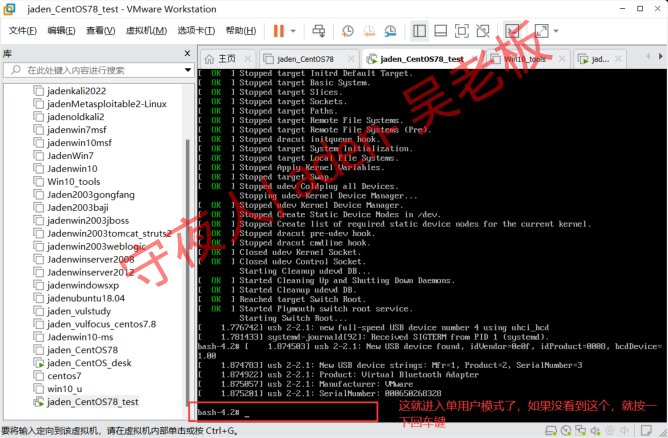 jaden_CentOS78_test - VMware Workstation
文件(F) 编辑(E) 查看(V) 虚拟机(M) 选项卡(T) 帮助(H)
库
在此处键入内容进行搜索
主页
jaden_CentOS78
jaden_CentOS78_test
Win10_tools
jad...
jadenkali2022
jadenMetasploitable2-Linux
jadenoldkali2
jadenwin7msf
jadenwin10msf
JadenWin7
Jadenwin10
Win10_tools
Jaden2003gongfang
Jaden2003baji
jadenwin2003jboss
Jadenwin2003tomcat_struts2
Jadenwin2003weblogic
Jadenwinserver2008
Jadenwinserver2012
jadenwindowsxp
jadenubuntu18.04
jaden_vulstudy
jaden_vulfocus_centos7.8
Jadenwin10-ms
jaden_CentOS78
jaden_CentOS_desk
centos7
win10_u
jaden_CentOS78_test
[ OK ] Stopped target Initrd Default Target.
[ OK ] Stopped target Basic System.
[ OK ] Stopped target Slices.
[ OK ] Stopped target Sockets.
[ OK ] Stopped target Paths.
[ OK ] Stopped target Remote File Systems.
[ OK ] Stopped target Remote File Systems (Pre).
[ OK ] Stopped dracut initqueue hook.
[ OK ] Stopped target System Initialization.
[ OK ] Stopped target Local File Systems.
[ OK ] Stopped Apply Kernel Variables.
[ OK ] Stopped target Swap.
[ OK ] Stopped udev Coldplug all Devices.
Stopping udev Kernel Device Manager...
[ OK ] Stopped udev Kernel Device Manager.
[ OK ] Stopped Create Static Device Nodes in /dev.
[ OK ] Stopped Create list of required static device nodes for the current kernel.
[ OK ] Stopped dracut pre-udev hook.
[ OK ] Stopped dracut cmdline hook.
[ OK ] Closed udev Kernel Socket.
[ OK ] Closed udev Control Socket.
Starting Cleanup udevd DB...
[ OK ] Started Cleaning Up and Shutting Down Daemons.
[ OK ] Started Cleanup udevd DB.
[ OK ] Reached target Switch Root.
[ OK ] Started Plymouth switch root service.
Starting Switch Root...
[ 1.776742] usb 2-2.1: new full-speed USB device number 4 using uhci_hcd
[ 1.781433] systemd-journald[92]: Received SIGTERM from PID 1 (systemd).
bash-4.2# [ 1.874503] usb 2-2.1: New USB device found, idVendor=0e0f, idProduct=0008, bcdDevice=
1.00
[ 1.874783] usb 2-2.1: New USB device strings: Mfr=1, Product=2, SerialNumber=3
[ 1.874922] usb 2-2.1: Product: Virtual Bluetooth Adapter
[ 1.875057] usb 2-2.1: Manufacturer: VMware
[ 1.875201] usb 2-2.1: SerialNumber: 000650268328
bash-4.2# _
这就进入单用户模式了，如果没看到这个，就按一
下回车键
守夜人Jaden吴老板
要将输入定向到该虚拟机，请在虚拟机内部单击或按 Ctrl+G。